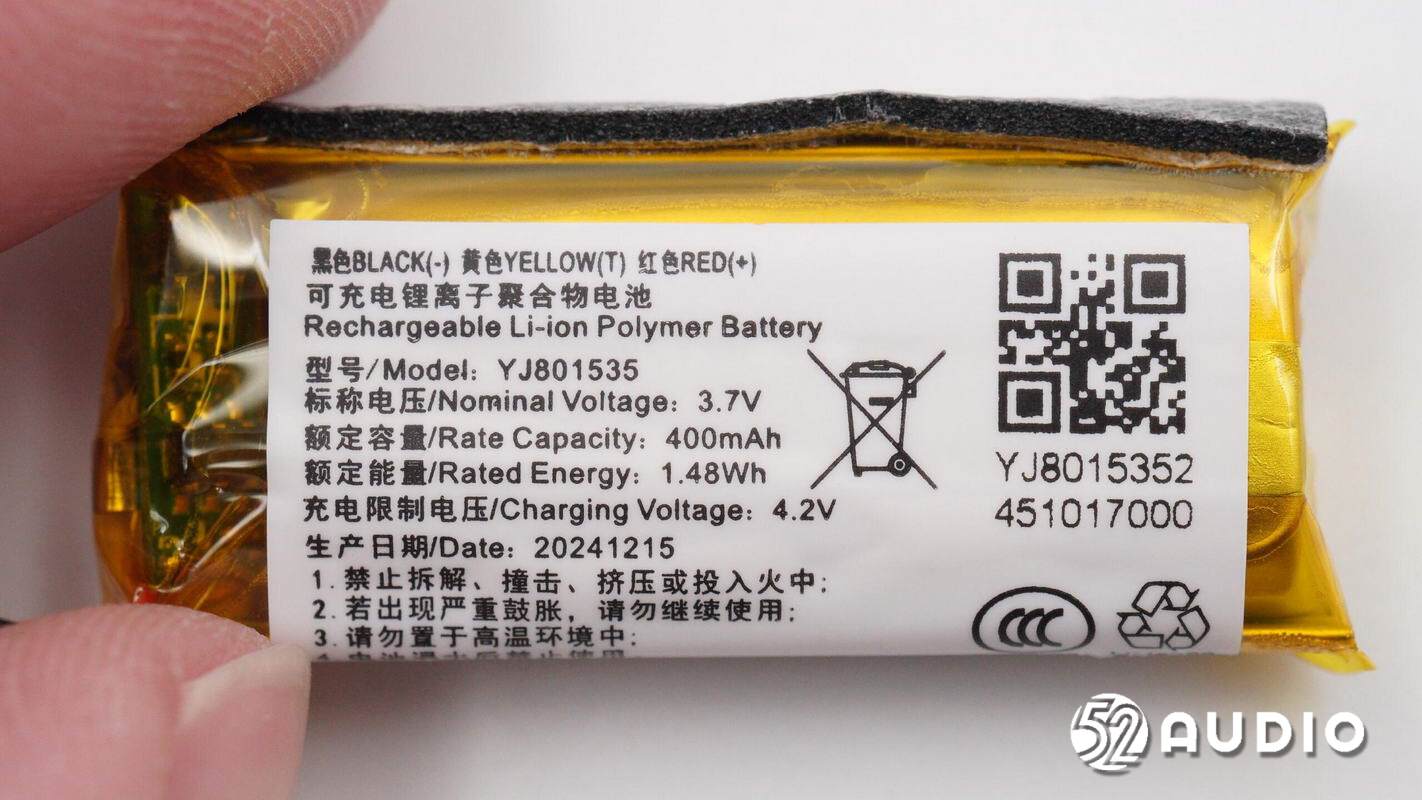 黑色BLACK(-) 黄色YELLOW(T) 红色RED(+)
可充电锂离子聚合物电池
Rechargeable Li-ion Polymer Battery
型号/Model: YJ801535
标称电压/Nominal Voltage: 3.7V
额定容量/Rate Capacity: 400mAh
额定能量/Rated Energy: 1.48Wh
充电限制电压/Charging Voltage: 4.2V
生产日期/Date: 20241215
1.禁止拆解、撞击、挤压或投入火中;
2.若出现严重鼓胀,请勿继续使用;
3.请勿置于高温环境中;
YJ8015352
451017000
CCC
52 AUDIO